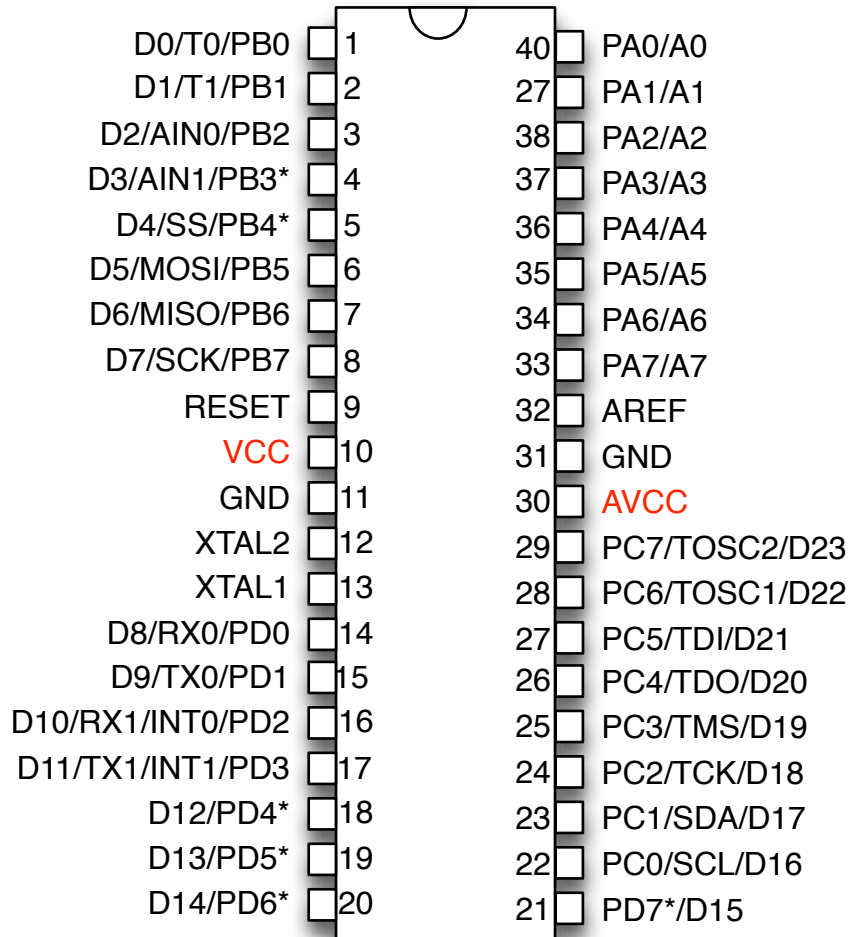 D0/T0/PB0 1 40 PA0/A0
D1/T1/PB1 2 27 PA1/A1
D2/AIN0/PB2 3 38 PA2/A2
D3/AIN1/PB3* 4 37 PA3/A3
D4/SS/PB4* 5 36 PA4/A4
D5/MOSI/PB5 6 35 PA5/A5
D6/MISO/PB6 7 34 PA6/A6
D7/SCK/PB7 8 33 PA7/A7
RESET 9 32 AREF
VCC 10 31 GND
GND 11 30 AVCC
XTAL2 12 29 PC7/TOSC2/D23
XTAL1 13 28 PC6/TOSC1/D22
D8/RX0/PD0 14 27 PC5/TDI/D21
D9/TX0/PD1 15 26 PC4/TDO/D20
D10/RX1/INT0/PD2 16 25 PC3/TMS/D19
D11/TX1/INT1/PD3 17 24 PC2/TCK/D18
D12/PD4* 18 23 PC1/SDA/D17
D13/PD5* 19 22 PC0/SCL/D16
D14/PD6* 20 21 PD7*/D15